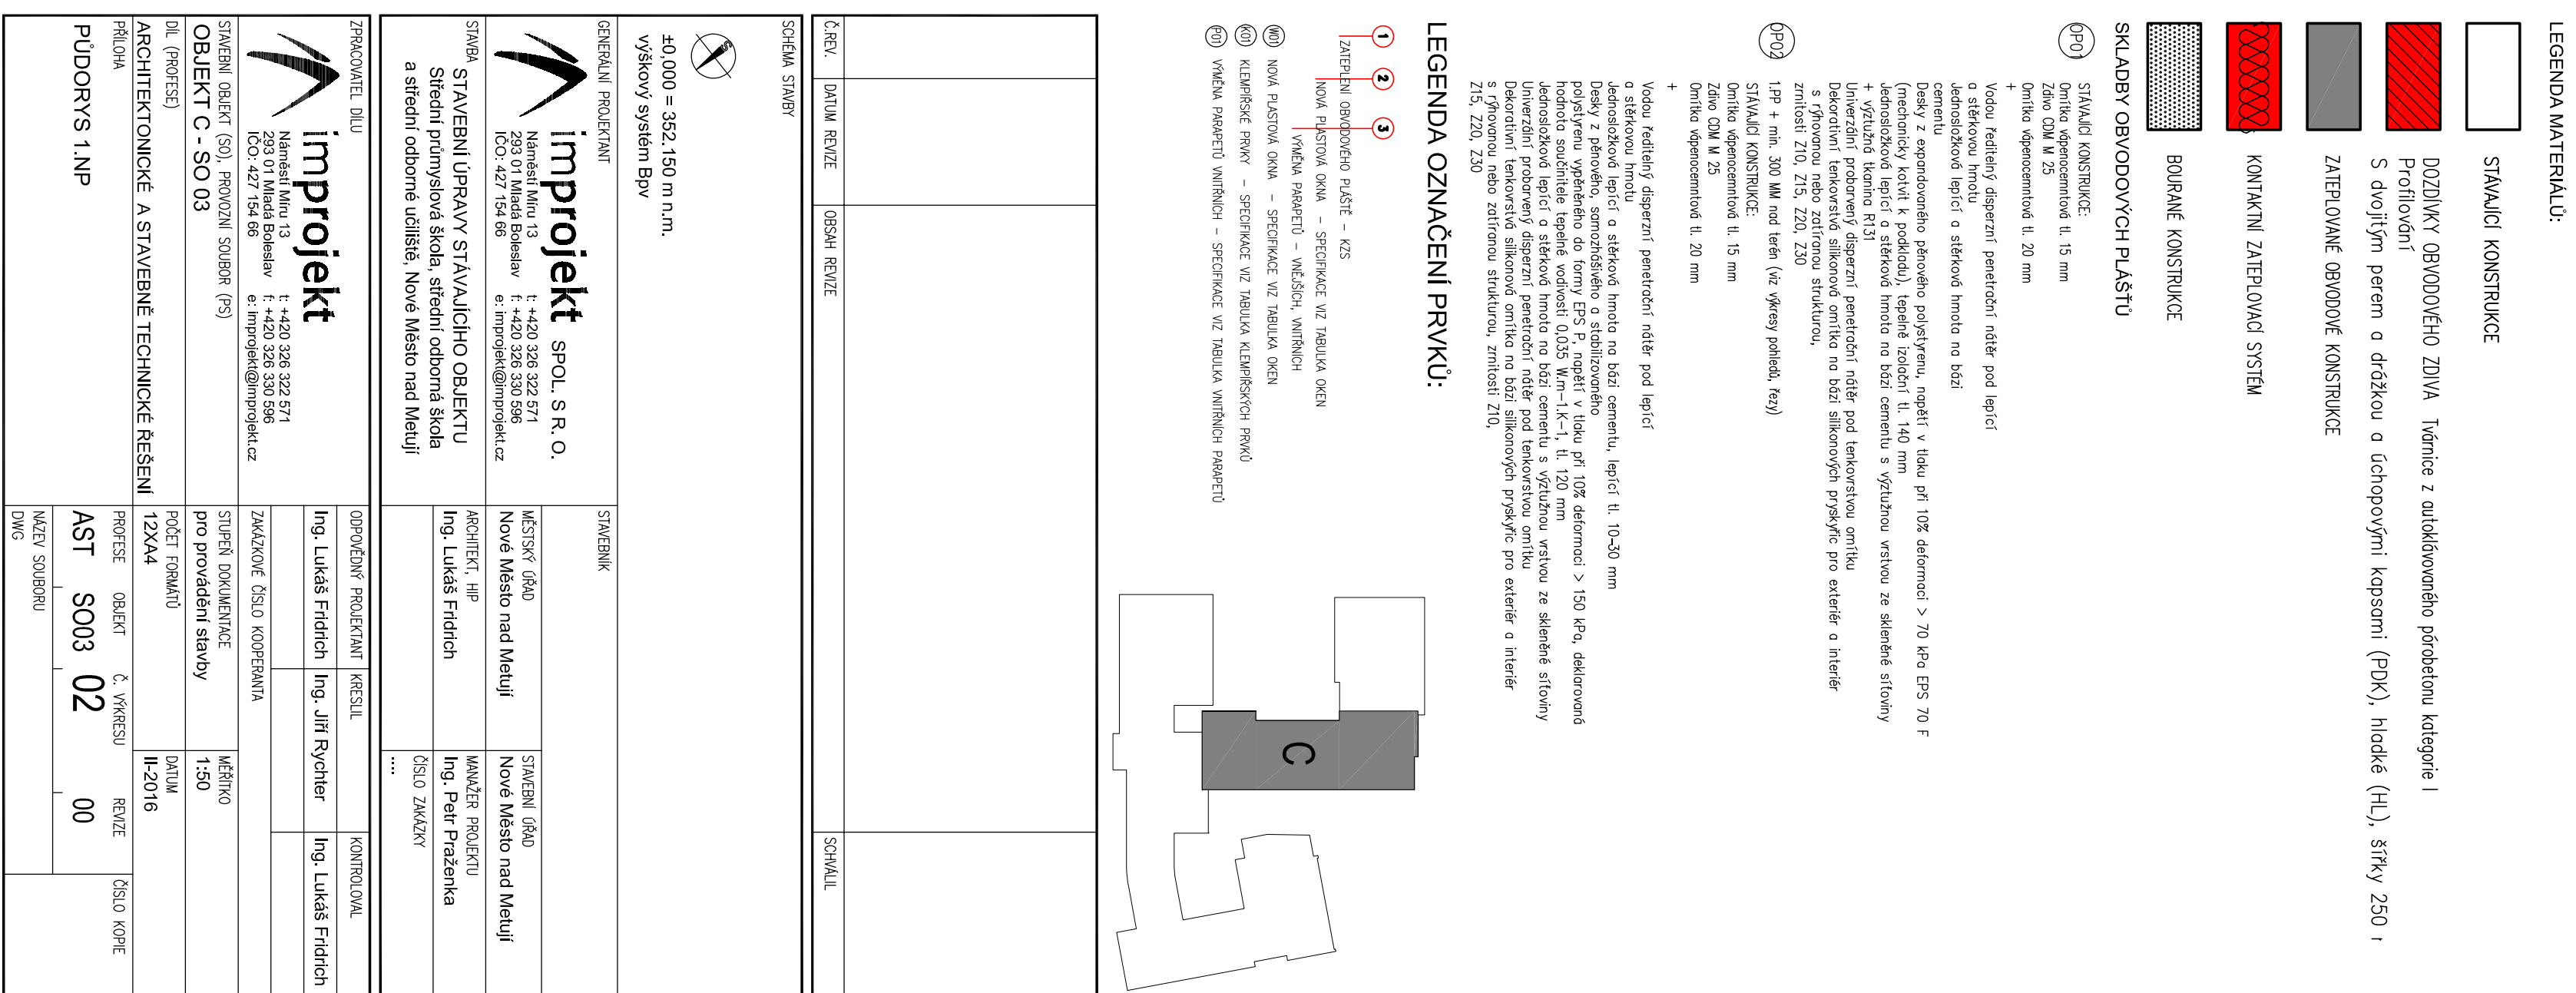 LEGENDA MATERIÁLU:
STÁVAJÍCÍ KONSTRUKCE
DOZDÍVKY OBVODOVÉHO ZDIVA Tvárnice z autoklávovaného pórobetonu kategorie I
Profilování
S dvojitým perem a drážkou a úchopovými kapsami (PDK), hladké (HL), šířky 250
ZATEPLOVANÉ OBVODOVÉ KONSTRUKCE
KONTAKTNÍ ZATEPLOVACÍ SYSTÉM
BOURANÉ KONSTRUKCE
SKLADBY OBVODOVÝCH PLÁŠŤŮ
OP01
STÁVAJÍCÍ KONSTRUKCE:
Omítka vápenocemntová tl. 15 mm
Zdivo CDM M 25
Omítka vápenocemntová tl. 20 mm
+
Vodou ředitelný disperzní penetrační nátěr pod lepící
a stěrkovou hmotu
Jednosložková lepící a stěrková hmota na bázi
cementu
Desky z expandovaného pěnového polystyrenu, napětí v tlaku při 10% deformaci > 70 kPa EPS 70 F
(mechanicky kotvit k podkladu), tepelně izolační tl. 140 mm
Jednosložková lepící a stěrková hmota na bázi cementu s výztužnou vrstvou ze skleněné síťoviny
+ výztužná tkanina R131
Univerzální probarvený disperzní penetrační nátěr pod tenkovrstvou omítku
Dekorativní tenkovrstvá silikonová omítka na bázi silikonových pryskyřic pro exteriér a interiér
s rýhovanou nebo zatíranou strukturou,
zrnitosti Z10, Z15, Z20, Z30
OP02
1.PP + min. 300 MM nad terén (viz výkresy pohledů, řezy)
STÁVAJÍCÍ KONSTRUKCE:
Omítka vápenocemntová tl. 15 mm
Zdivo CDM M 25
Omítka vápenocemntová tl. 20 mm
+
Vodou ředitelný disperzní penetrační nátěr pod lepící
a stěrkovou hmotu
Jednosložková lepící a stěrková hmota na bázi cementu, lepící tl. 10-30 mm
Desky z pěnového, samozhášivého a stabilizovaného
polystyrenu vypěněného do formy EPS P, napětí v tlaku při 10% deformaci > 150 kPa, deklarovaná
hodnota součinitele tepelné vodivosti 0,035 W.m-1.K-1, tl. 120 mm
Jednosložková lepící a stěrková hmota na bázi cementu s výztužnou vrstvou ze skleněné síťoviny
Univerzální probarvený disperzní penetrační nátěr pod tenkovrstvou omítku
Dekorativní tenkovrstvá silikonová omítka na bázi silikonových pryskyřic pro exteriér a interiér
s rýhovanou nebo zatíranou strukturou, zrnitosti Z10,
Z15, Z20, Z30
LEGENDA OZNAČENÍ PRVKŮ:
1 2 3
ZATEPLENÍ OBVODOVÉHO PLÁŠTĚ – KZS
NOVÁ PLASTOVÁ OKNA – SPECIFIKACE VIZ TABULKA OKEN
VÝMĚNA PARAPETŮ – VNĚJŠÍCH, VNITŘNÍCH
W01 NOVÁ PLASTOVÁ OKNA – SPECIFIKACE VIZ TABULKA OKEN
K01 KLEMPÍŘSKÉ PRVKY – SPECIFIKACE VIZ TABULKA KLEMPÍŘSKÝCH PRVKŮ
P01 VÝMĚNA PARAPETŮ VNITŘNÍCH – SPECIFIKACE VIZ TABULKA VNITŘNÍCH PARAPETŮ
C
Č.REV. DATUM REVIZE OBSAH REVIZE SCHVÁLIL
SCHÉMA STAVBY
S
±0,000 = 352.150 m n.m.
výškový systém Bpv
GENERÁLNÍ PROJEKTANT
improjekt SPOL. S R. O.
Náměstí Míru 13 t: +420 326 322 571
293 01 Mladá Boleslav f: +420 326 330 596
IČO: 427 154 66 e: improjekt@improjekt.cz
STAVEBNÍK
MĚSTSKÝ ÚŘAD
Nové Město nad Metují
STAVEBNÍ ÚŘAD
Nové Město nad Metují
STAVBA
STAVEBNÍ ÚPRAVY STÁVAJÍCÍHO OBJEKTU
Střední průmyslová škola, střední odborná škola
a střední odborné učiliště, Nové Město nad Metují
ARCHITEKT, HIP
Ing. Lukáš Fridrich
MANAŽER PROJEKTU
Ing. Petr Praženka
ČÍSLO ZAKÁZKY
....
ZPRACOVATEL DÍLU
improjekt
Náměstí Míru 13 t: +420 326 322 571
293 01 Mladá Boleslav f: +420 326 330 596
IČO: 427 154 66 e: improjekt@improjekt.cz
ODPOVĚDNÝ PROJEKTANT KRESLIL KONTROLOVAL
Ing. Lukáš Fridrich Ing. Jiří Rychter Ing. Lukáš Fridrich
ZAKÁZKOVÉ ČÍSLO KOOPERANTA
STAVEBNÍ OBJEKT (SO), PROVOZNÍ SOUBOR (PS)
OBJEKT C - SO 03
STUPEŇ DOKUMENTACE
pro provádění stavby
MĚŘÍTKO
1:50
DÍL (PROFESE)
ARCHITEKTONICKÉ A STAVEBNĚ TECHNICKÉ ŘEŠENÍ
POČET FORMÁTŮ
12XA4
DATUM
II-2016
PŘÍLOHA
PŮDORYS 1.NP
PROFESE OBJEKT Č. VÝKRESU REVIZE ČÍSLO KOPIE
AST SO03 02 00
NÁZEV SOUBORU
DWG